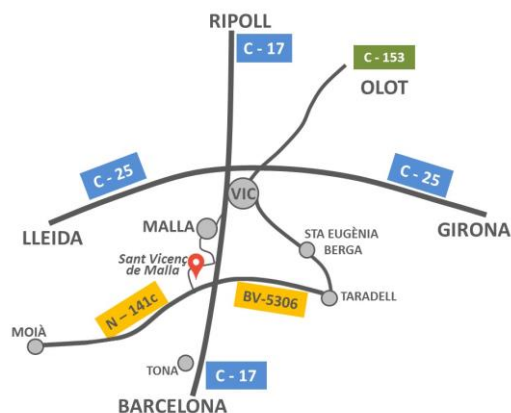 RIPOLL
C - 17
C - 153
OLOT
C - 25
C - 25
VIC
LLEIDA
MALLA
GIRONA
STA EUGÈNIA
BERGA
Sant Vicenç
de Malla
N - 141c
BV-5306
TARADELL
MOIÀ
TONA
C - 17
BARCELONA